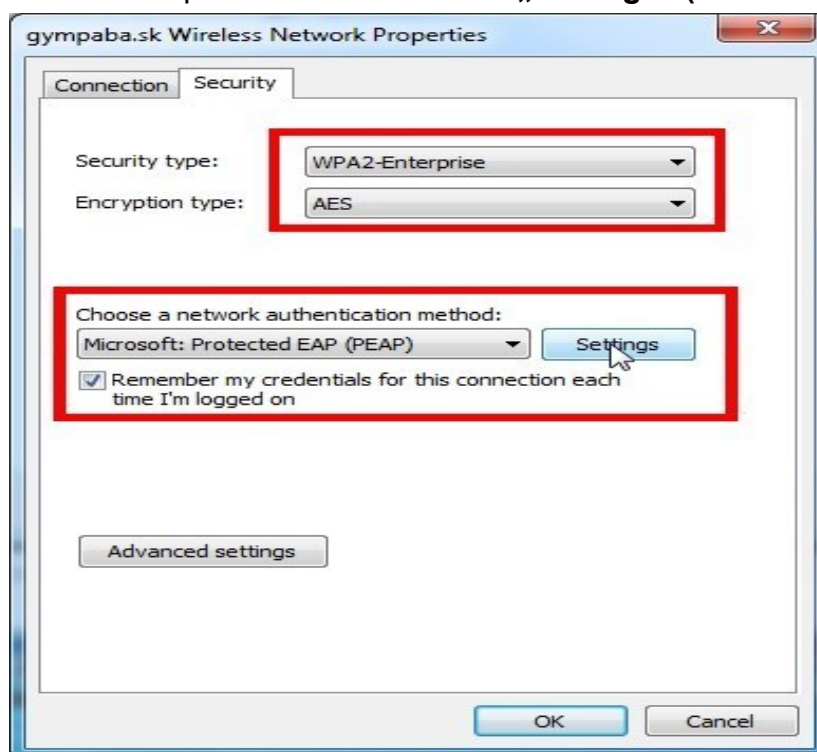 gympaba.sk Wireless Network Properties
Connection Security
Security type: WPA2-Enterprise
Encryption type: AES
Choose a network authentication method:
Microsoft: Protected EAP (PEAP) Settings
Remember my credentials for this connection each
time I'm logged on
Advanced settings
OK Cancel